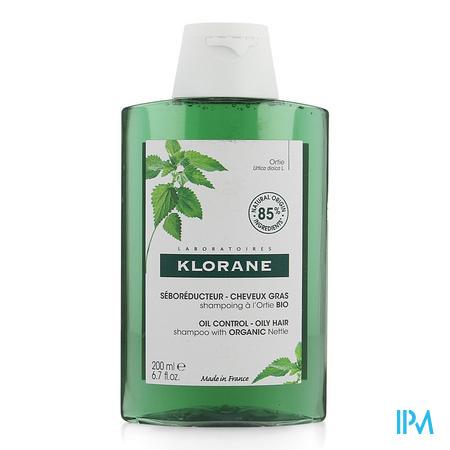 Ortie
Urtica dioica L.
NATURAL ORIGIN
85%
INGREDIENTS
LABORATOIRES
KLORANE
SÉBORÉDUCTEUR - CHEVEUX GRAS
shampoing à l'Ortie BIO
OIL CONTROL - OILY HAIR
shampoo with ORGANIC Nettle
200 ml ℮
6.7 fl.oz.
Made in France
IPM